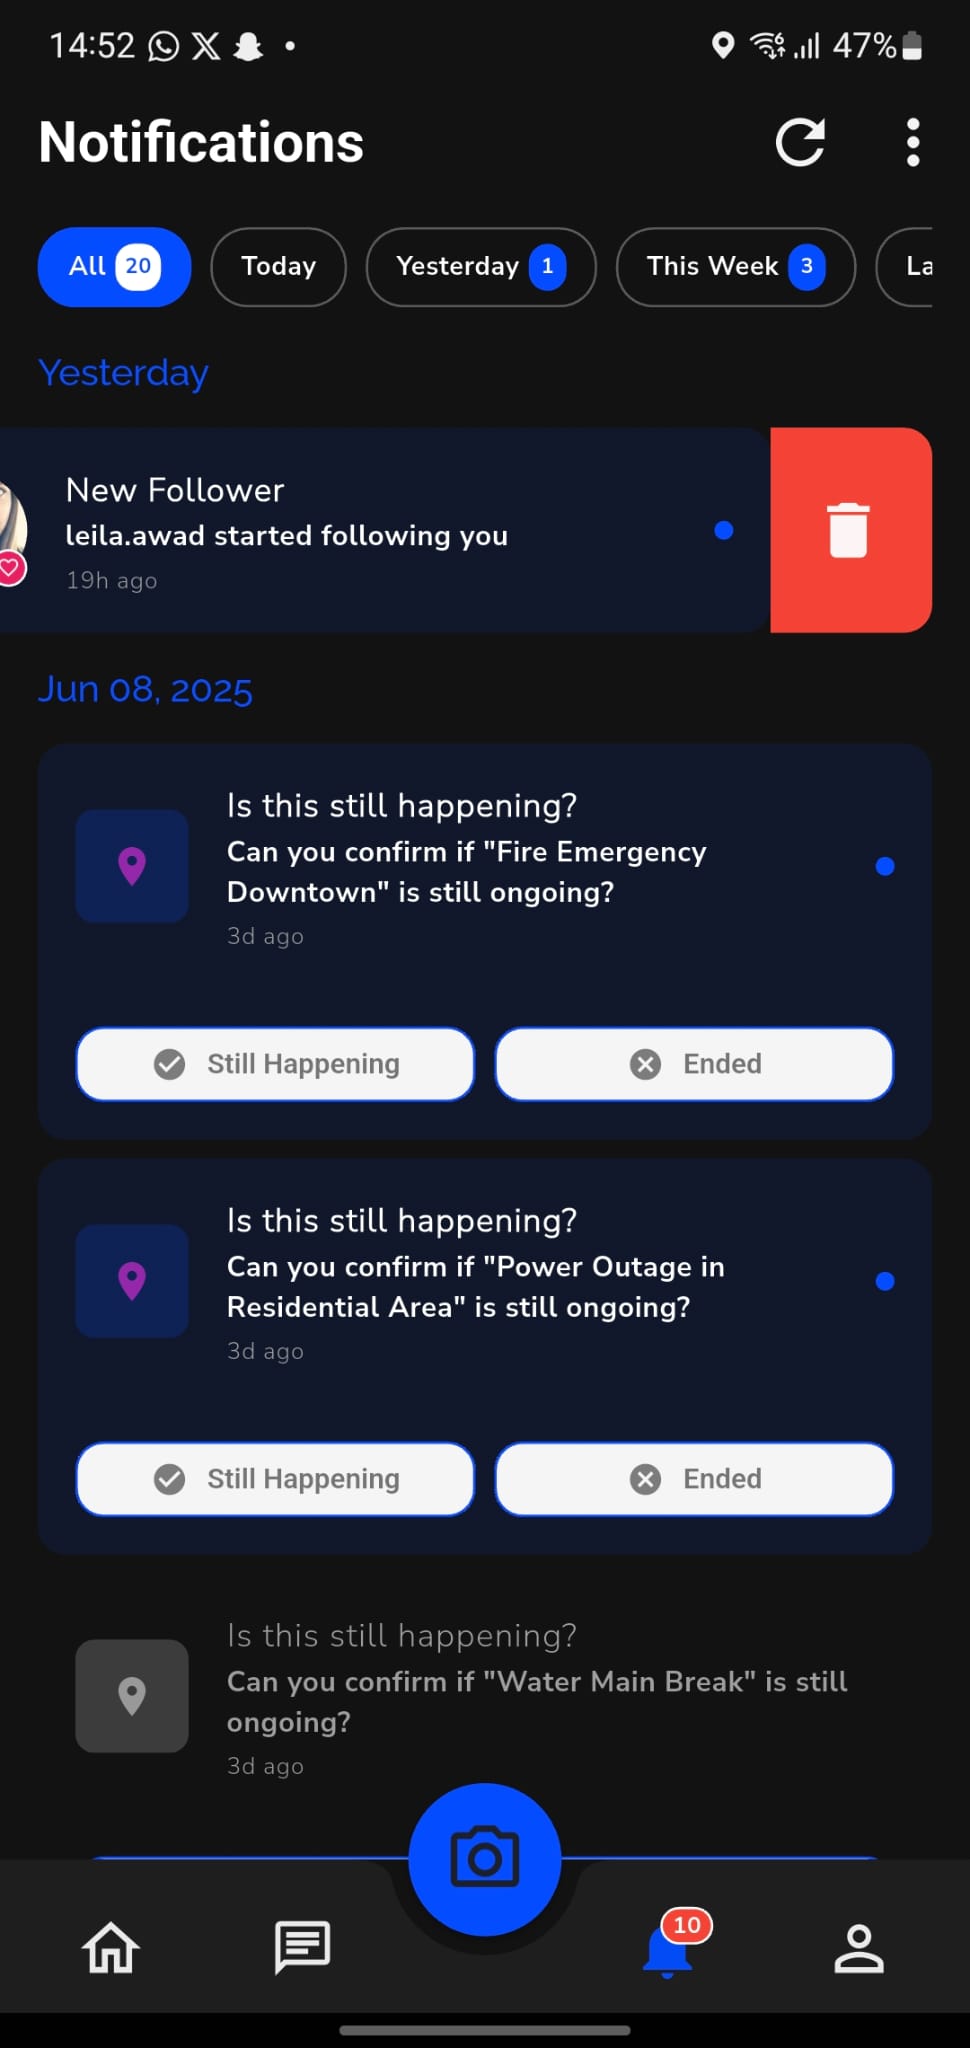 14:52
47%
Notifications
All 20
Today
Yesterday 1
This Week 3
La
Yesterday
New Follower
leila.awad started following you
19h ago
Jun 08, 2025
Is this still happening?
Can you confirm if "Fire Emergency
Downtown" is still ongoing?
3d ago
Still Happening
Ended
Is this still happening?
Can you confirm if "Power Outage in
Residential Area" is still ongoing?
3d ago
Still Happening
Ended
Is this still happening?
Can you confirm if "Water Main Break" is still
ongoing?
3d ago
10